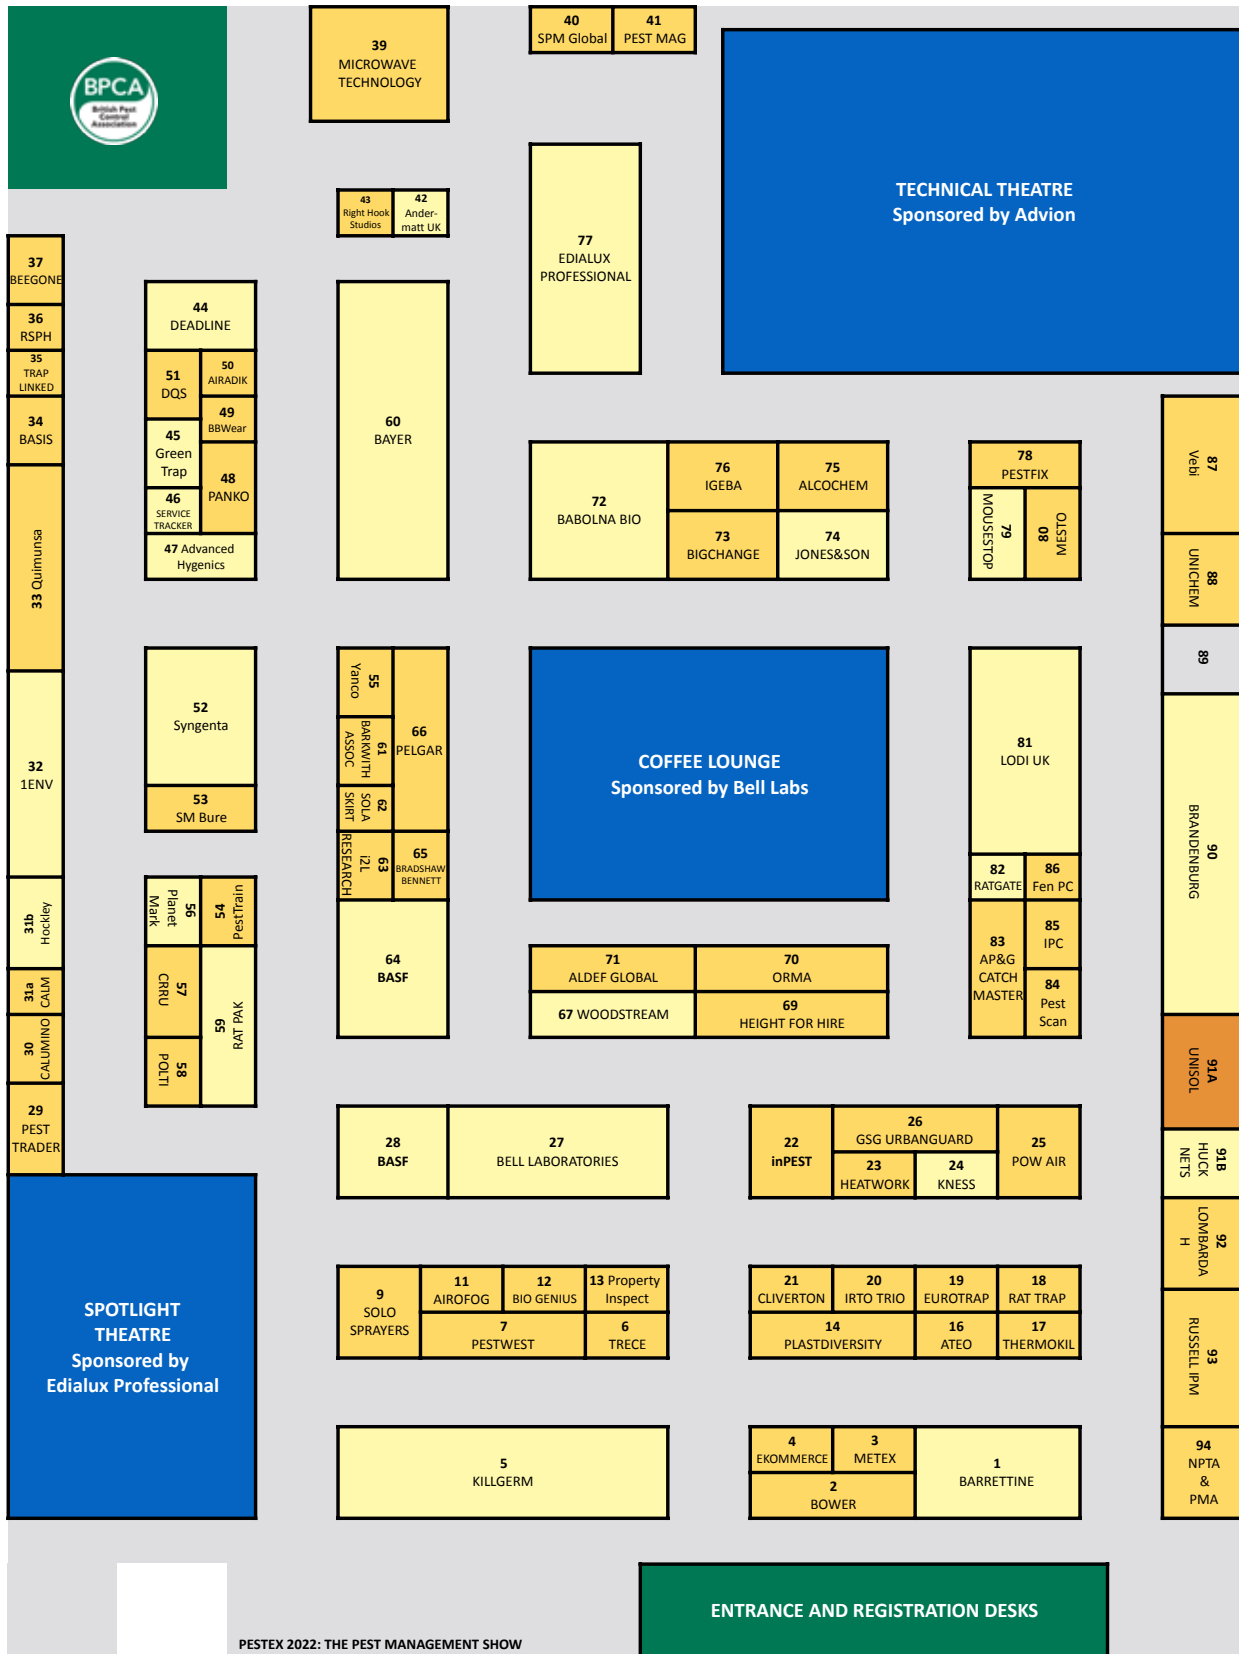 BPCA
British Pest
Control
Association
39
MICROWAVE
TECHNOLOGY
40
SPM Global
41
PEST MAG
TECHNICAL THEATRE
Sponsored by Advion
43
Right Hook
Studios
42
Ander-
matt UK
77
EDIALUX
PROFESSIONAL
37
BEEGONE
36
RSPH
35
TRAP
LINKED
34
BASIS
33 Quimunsa
32
1ENV
31b
Hockley
31a
CALM
30
CALUMINO
29
PEST
TRADER
44
DEADLINE
51
DQS
50
AIRADIK
49
BBWear
45
Green
Trap
48
PANKO
46
SERVICE
TRACKER
47 Advanced
Hygenics
60
BAYER
72
BABOLNA BIO
76
IGEBA
75
ALCOCHEM
73
BIGCHANGE
74
JONES&SON
78
PESTFIX
79
MOUSESTOP
80
MESTO
87
Vebi
88
UNICHEM
89
90
BRANDENBURG
91A
UNISOL
91B
HUCK
NETS
92
LOMBARDA
H
93
RUSSELL IPM
94
NPTA
&
PMA
52
Syngenta
53
SM Bure
55
Yanco
61
BARKWITH
ASSOC
62
SOLA
SKIRT
63
i2L
RESEARCH
66
PELGAR
65
BRADSHAW
BENNETT
64
BASF
COFFEE LOUNGE
Sponsored by Bell Labs
81
LODI UK
82
RATGATE
86
Fen PC
83
AP&G
CATCH
MASTER
85
IPC
84
Pest
Scan
56
Planet
Mark
54
PestTrain
57
CRRU
58
POLTI
59
RAT PAK
71
ALDEF GLOBAL
70
ORMA
67 WOODSTREAM
69
HEIGHT FOR HIRE
28
BASF
27
BELL LABORATORIES
22
inPEST
26
GSG URBANGUARD
23
HEATWORK
24
KNESS
25
POW AIR
SPOTLIGHT
THEATRE
Sponsored by
Edialux Professional
9
SOLO
SPRAYERS
11
AIROFOG
12
BIO GENIUS
13 Property
Inspect
7
PESTWEST
6
TRECE
21
CLIVERTON
20
IRTO TRIO
19
EUROTRAP
18
RAT TRAP
14
PLASTDIVERSITY
16
ATEO
17
THERMOKIL
5
KILLGERM
4
EKOMMERCE
3
METEX
2
BOWER
1
BARRETTINE
ENTRANCE AND REGISTRATION DESKS
PESTEX 2022: THE PEST MANAGEMENT SHOW